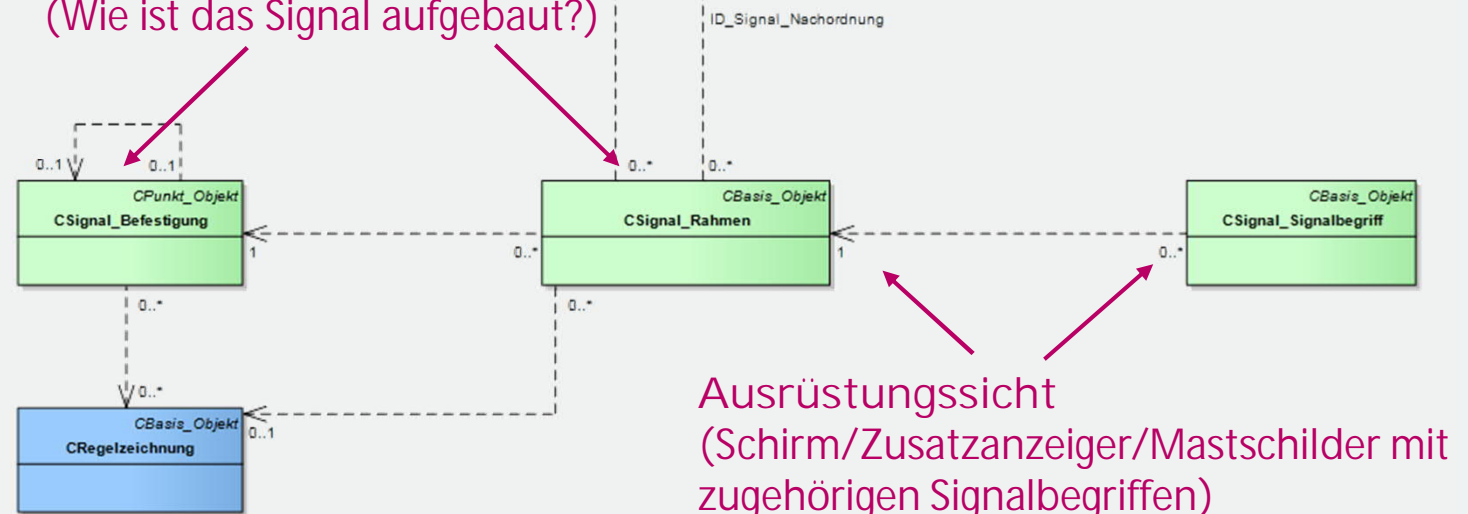 (Wie ist das Signal aufgebaut?)
ID_Signal_Nachordnung
0..1
0..1
0..*
0..*
CPunkt_Objekt
CSignal_Befestigung
CBasis_Objekt
CSignal_Rahmen
CBasis_Objekt
CSignal_Signalbegriff
1
0..*
1
0..*
0..*
0..*
0..*
CBasis_Objekt
CRegelzeichnung
0..1
Ausrüstungssicht
(Schirm/Zusatzanzeiger/Mastschilder mit
zugehörigen Signalbegriffen)